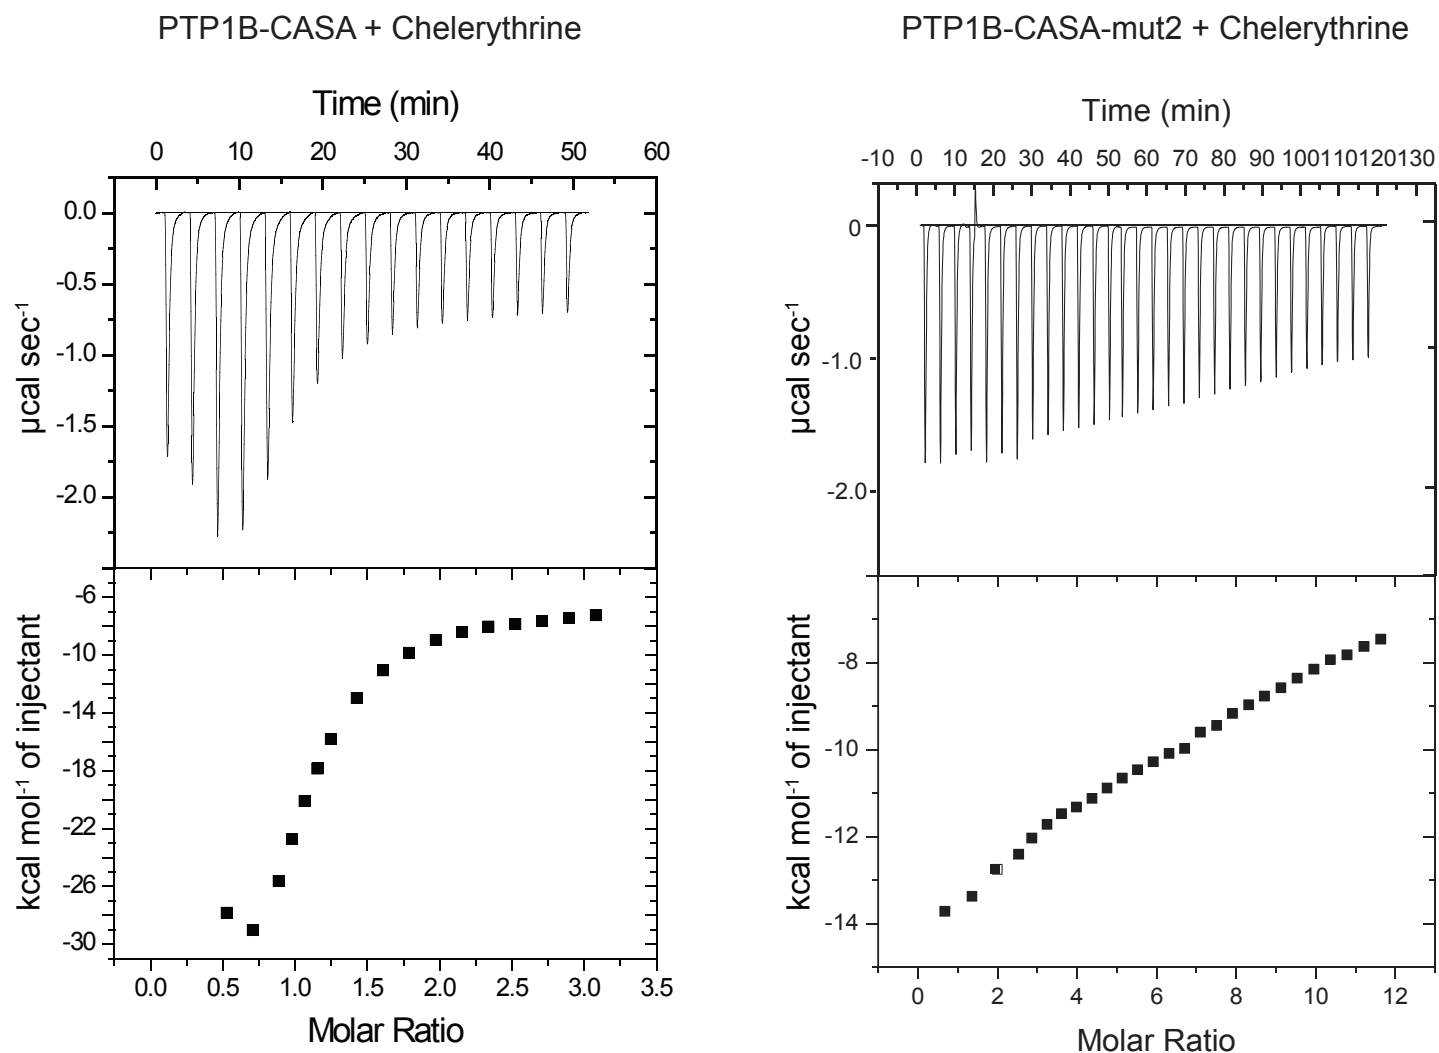 PTP1B-CASA + Chelerythrine
Time (min)
0 10 20 30 40 50 60
0.0
-0.5
-1.0
-1.5
-2.0
µcal sec⁻¹
-6
-10
-14
-18
-22
-26
-30
kcal mol⁻¹ of injectant
0.0 0.5 1.0 1.5 2.0 2.5 3.0 3.5
Molar Ratio
PTP1B-CASA-mut2 + Chelerythrine
Time (min)
-10 0 10 20 30 40 50 60 70 80 90 100 110 120 130
0
-1.0
-2.0
µcal sec⁻¹
-8
-10
-12
-14
kcal mol⁻¹ of injectant
0 2 4 6 8 10 12
Molar Ratio